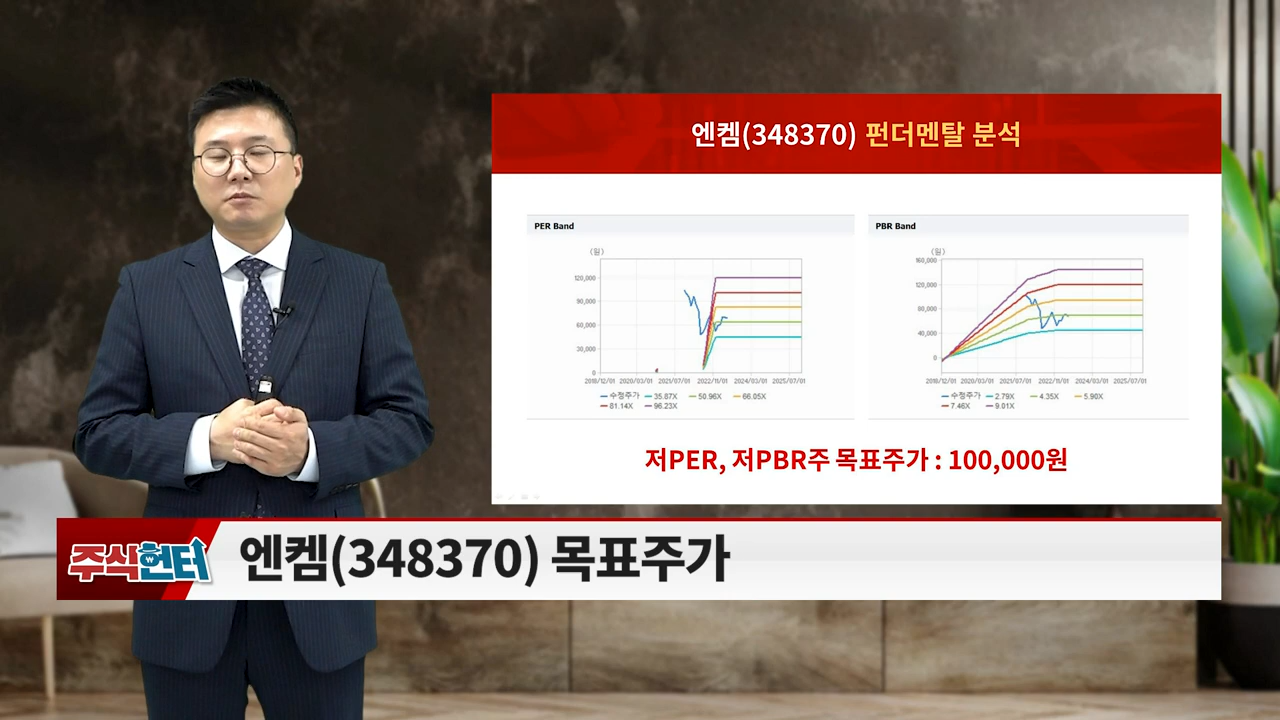 엔켐(348370) 펀더멘탈 분석
PER Band
(원)
120,000
90,000
60,000
30,000
0
2018/12/01 2020/03/01 2021/07/01 2022/11/01 2024/03/01 2025/07/01
수정주가 35.87X 50.96X 66.05X
81.14X 96.23X
PBR Band
(원)
160,000
120,000
80,000
40,000
0
2018/12/01 2020/03/01 2021/07/01 2022/11/01 2024/03/01 2025/07/01
수정주가 2.79X 4.35X 5.90X
7.46X 9.01X
저PER, 저PBR주 목표주가 : 100,000원
주식헌터
엔켐(348370) 목표주가